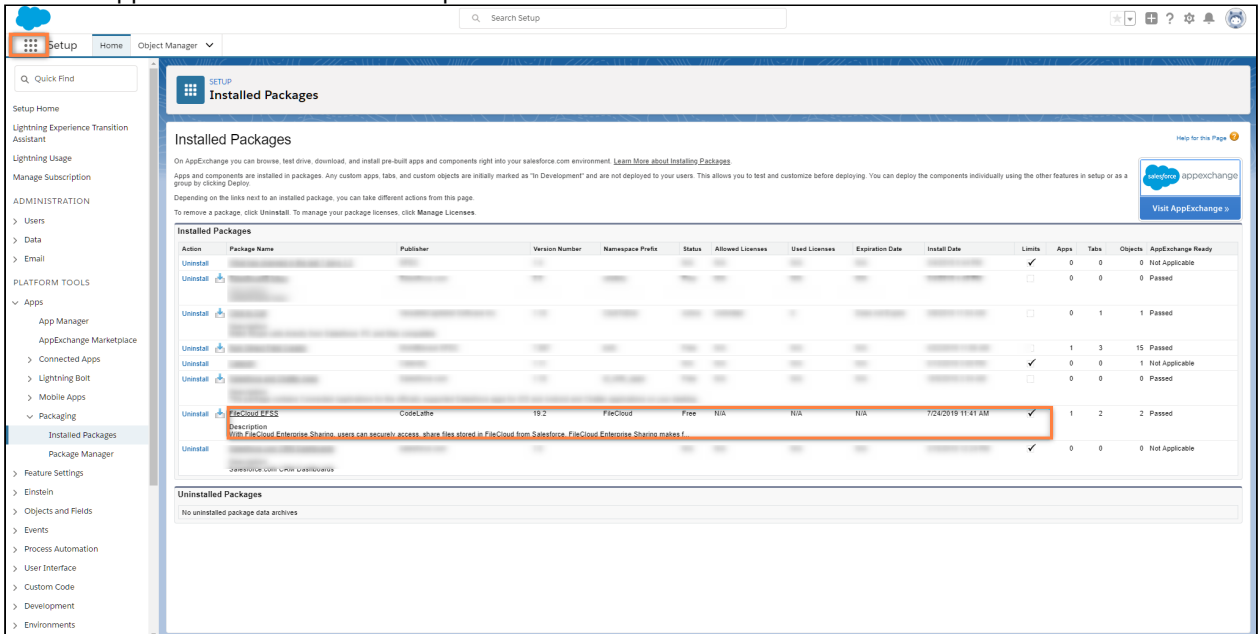 Search Setup
Setup Home Object Manager
Quick Find
Setup Home
Lightning Experience Transition
Assistant
Lightning Usage
Manage Subscription
ADMINISTRATION
Users
Data
Email
PLATFORM TOOLS
Apps
App Manager
AppExchange Marketplace
Connected Apps
Lightning Bolt
Mobile Apps
Packaging
Installed Packages
Package Manager
Feature Settings
Einstein
Objects and Fields
Events
Process Automation
User Interface
Custom Code
Development
Environments
SETUP
Installed Packages
Installed Packages
Help for this Page
On AppExchange you can browse, test drive, download, and install pre-built apps and components right into your salesforce.com environment. Learn More about Installing Packages.
Apps and components are installed in packages. Any custom apps, tabs, and custom objects are initially marked as "In Development" and are not deployed to your users. This allows you to test and customize before deploying. You can deploy the components individually using the other features in setup or as a
group by clicking Deploy.
Depending on the links next to an installed package, you can take different actions from this page.
To remove a package, click Uninstall. To manage your package licenses, click Manage Licenses.
salesforce appexchange
Visit AppExchange »
Installed Packages
Action Package Name Publisher Version Number Namespace Prefix Status Allowed Licenses Used Licenses Expiration Date Install Date Limits Apps Tabs Objects AppExchange Ready
Uninstall ✓ 0 0 0 Not Applicable
Uninstall 0 0 0 Passed
Uninstall 0 1 1 Passed
Uninstall 1 3 15 Passed
Uninstall ✓ 0 0 1 Not Applicable
Uninstall 0 0 0 Passed
Uninstall FileCloud EFSS CodeLathe 19.2 FileCloud Free N/A N/A N/A 7/24/2019 11:41 AM ✓ 1 2 2 Passed
Description
With FileCloud Enterprise Sharing, users can securely access, share files stored in FileCloud from Salesforce. FileCloud Enterprise Sharing makes f...
Uninstall ✓ 0 0 0 Not Applicable
Salesforce.com CRM Dashboards
Uninstalled Packages
No uninstalled package data archives